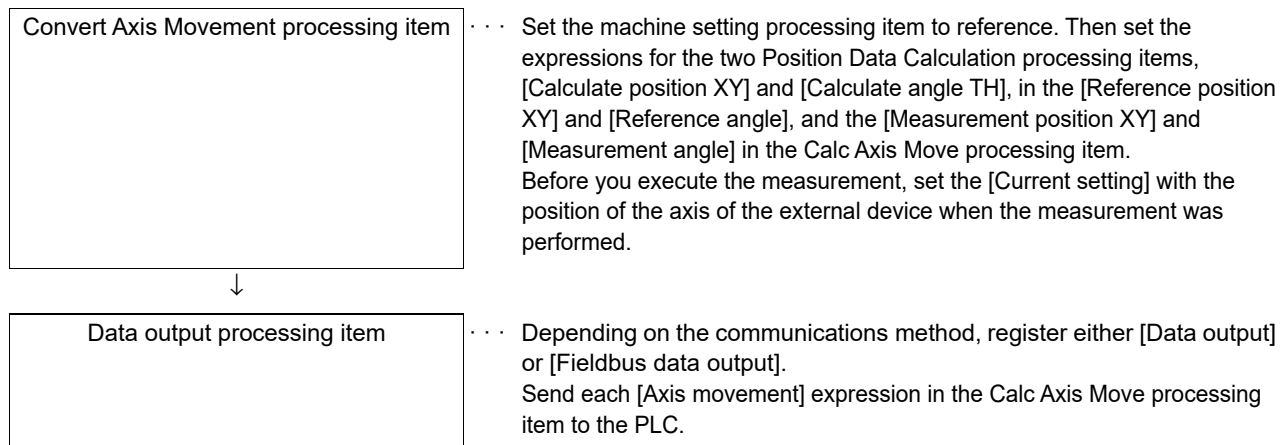 Convert Axis Movement processing item
· · · Set the machine setting processing item to reference. Then set the
expressions for the two Position Data Calculation processing items,
[Calculate position XY] and [Calculate angle TH], in the [Reference position
XY] and [Reference angle], and the [Measurement position XY] and
[Measurement angle] in the Calc Axis Move processing item.
Before you execute the measurement, set the [Current setting] with the
position of the axis of the external device when the measurement was
performed.
↓
Data output processing item
· · · Depending on the communications method, register either [Data output]
or [Fieldbus data output].
Send each [Axis movement] expression in the Calc Axis Move processing
item to the PLC.